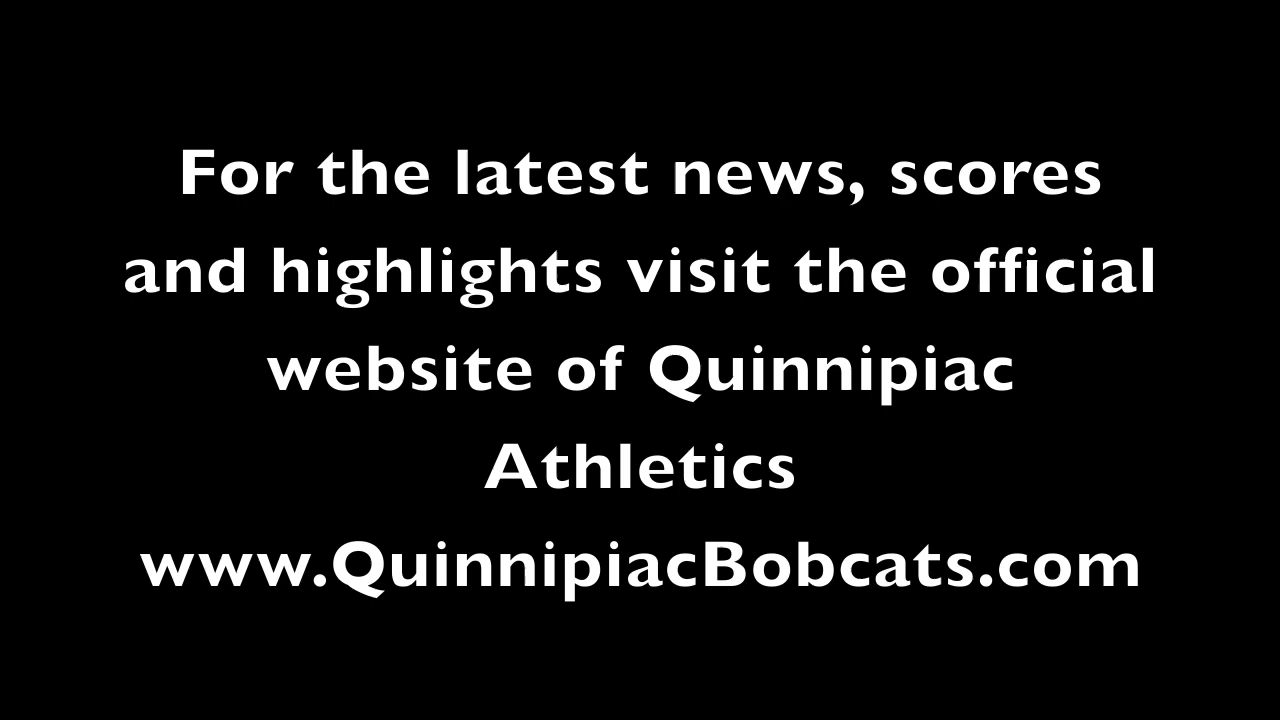 For the latest news, scores
and highlights visit the official
website of Quinnipiac
Athletics
www.QuinnipiacBobcats.com